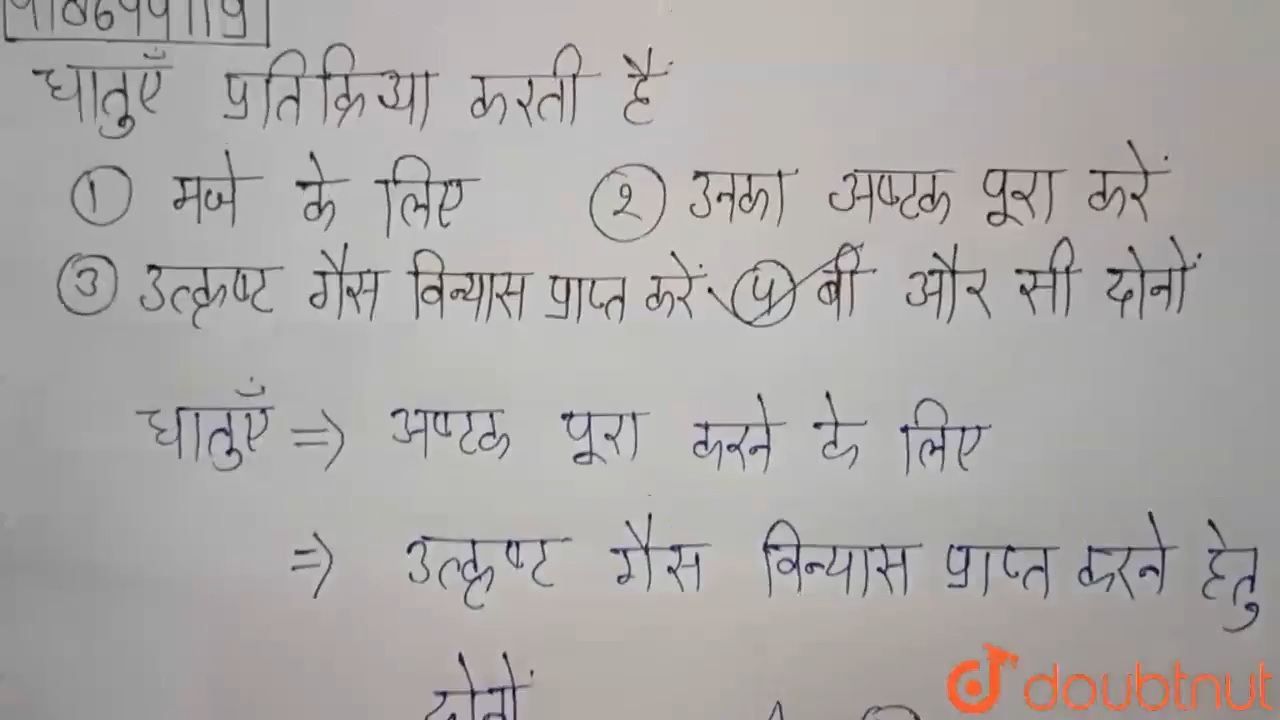 धातुएँ प्रतिक्रिया करती हैं
① मजे के लिए ② उनका अष्टक पूरा करें
③ उत्कृष्ट गैस विन्यास प्राप्त करें ④ बी और सी दोनों
धातुएँ ⇒ अष्टक पूरा करने के लिए
⇒ उत्कृष्ट गैस विन्यास प्राप्त करने हेतु
दोनों
doubtnut